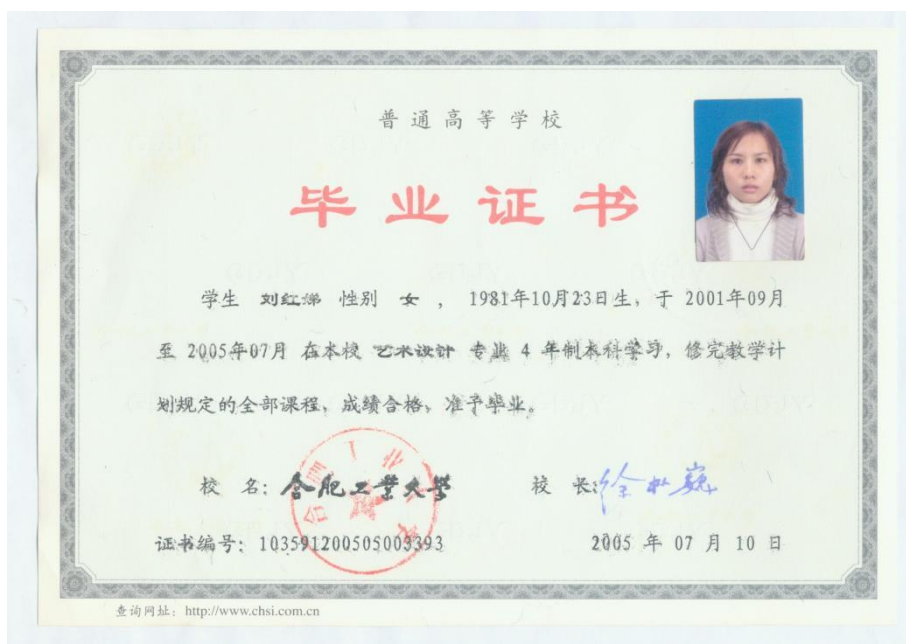 普通高等学校
毕业证书
学生 刘红娣 性别 女 , 1981年10月23日生, 于 2001年09月
至 2005年07月 在本校 艺术设计 专业 4 年制本科学习, 修完教学计
划规定的全部课程, 成绩合格, 准予毕业。
校 名: 合肥工业大学 校 长: 徐枞巍
证书编号: 103591200505003393 2005 年 07 月 10 日
查询网址: http://www.chsi.com.cn